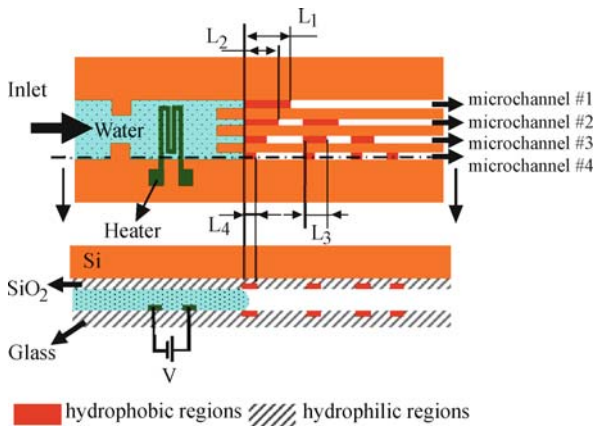 L1
L2
Inlet
Water
microchannel #1
microchannel #2
microchannel #3
microchannel #4
Heater
L4
L3
Si
SiO2
Glass
V
hydrophobic regions
hydrophilic regions